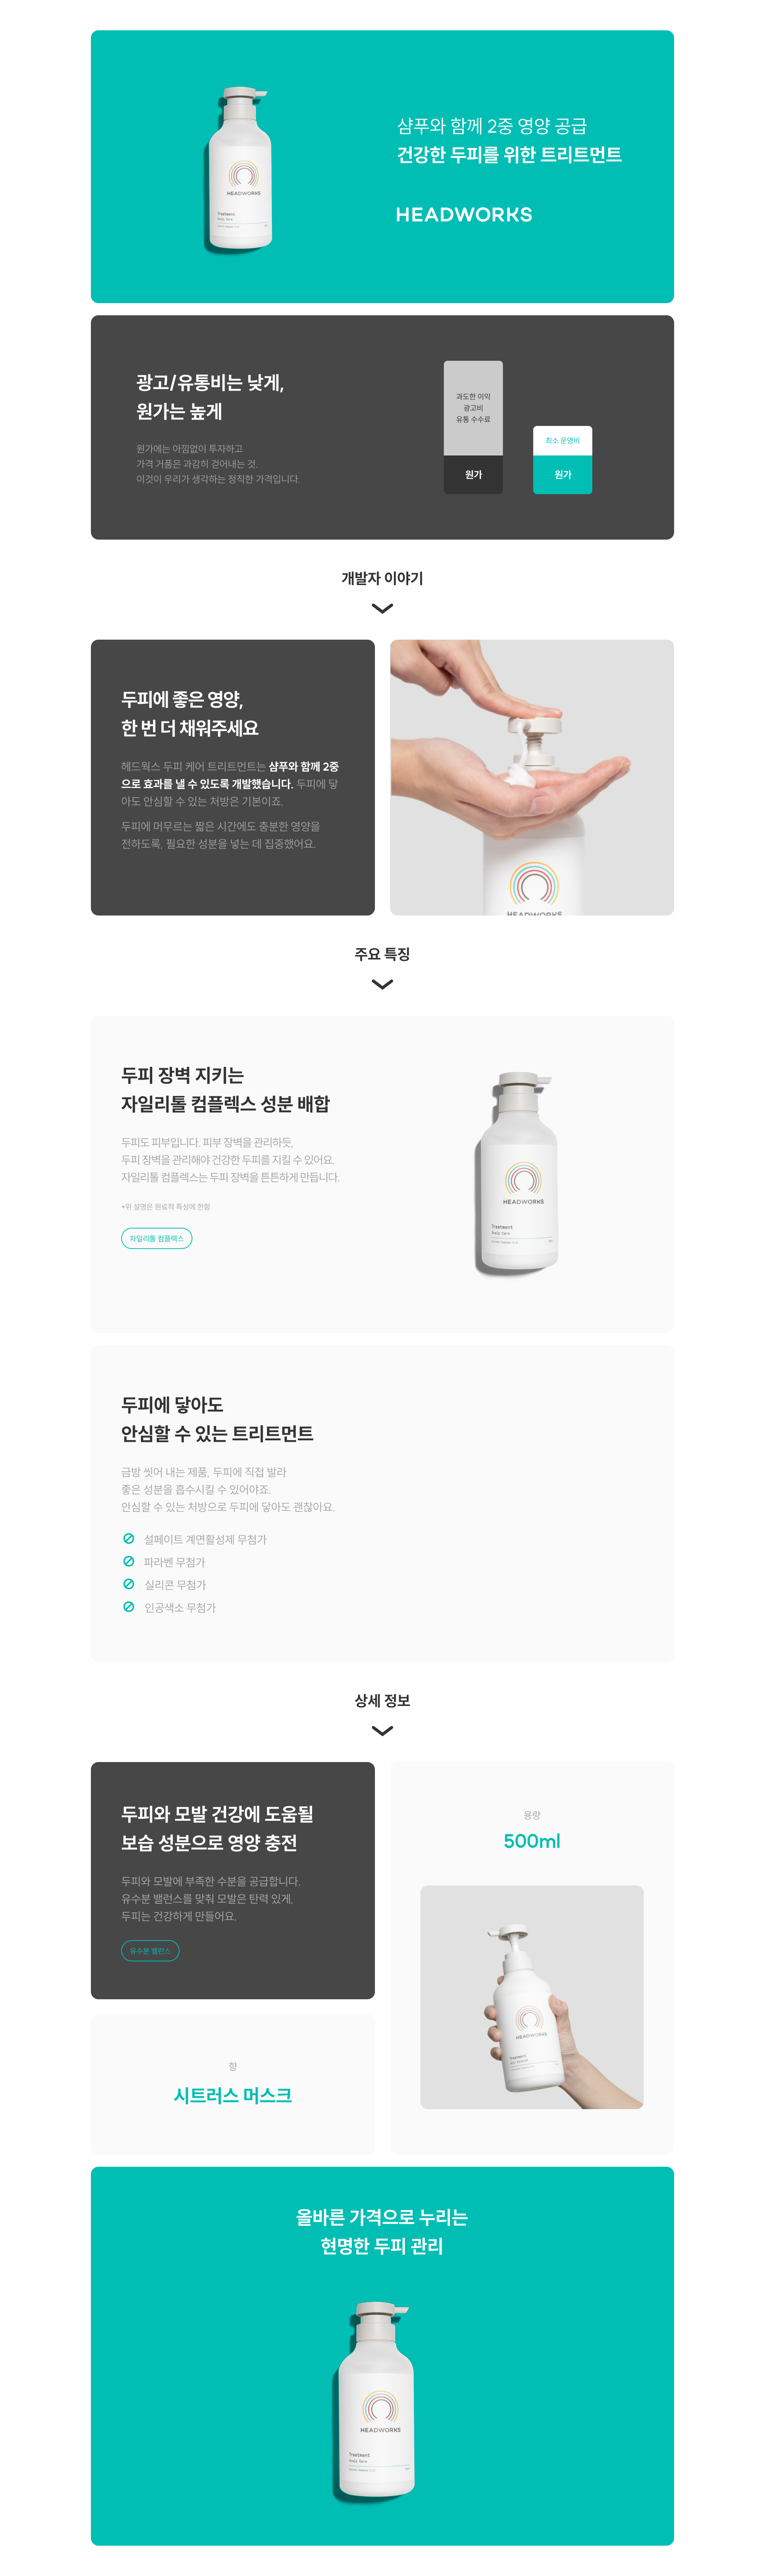 샴푸와 함께 2중 영양 공급
건강한 두피를 위한 트리트먼트
HEADWORKS
HEADWORKS
Treatment
Scalp Care
광고/유통비는 낮게,
원가는 높게
원가에는 아낌없이 투자하고
가격 거품은 과감히 걷어내는 것.
이것이 우리가 생각하는 정직한 가격입니다.
과도한 이익
광고비
유통 수수료
원가
최소 운영비
원가
개발자 이야기
두피에 좋은 영양,
한 번 더 채워주세요
헤드웍스 두피 케어 트리트먼트는 샴푸와 함께 2중
으로 효과를 낼 수 있도록 개발했습니다. 두피에 닿
아도 안심할 수 있는 처방은 기본이죠.
두피에 머무르는 짧은 시간에도 충분한 영양을
전하도록, 필요한 성분을 넣는 데 집중했어요.
HEADWORKS
주요 특징
두피 장벽 지키는
자일리톨 컴플렉스 성분 배합
두피도 피부입니다. 피부 장벽을 관리하듯,
두피 장벽을 관리해야 건강한 두피를 지킬 수 있어요.
자일리톨 컴플렉스는 두피 장벽을 튼튼하게 만듭니다.
*위 설명은 원료적 특성에 한함
자일리톨 컴플렉스
HEADWORKS
Treatment
Scalp Care
두피에 닿아도
안심할 수 있는 트리트먼트
금방 씻어 내는 제품, 두피에 직접 발라
좋은 성분을 흡수시킬 수 있어야죠.
안심할 수 있는 처방으로 두피에 닿아도 괜찮아요.
설페이트 계면활성제 무첨가
파라벤 무첨가
실리콘 무첨가
인공색소 무첨가
상세 정보
두피와 모발 건강에 도움될
보습 성분으로 영양 충전
두피와 모발에 부족한 수분을 공급합니다.
유수분 밸런스를 맞춰 모발은 탄력 있게,
두피는 건강하게 만들어요.
유수분 밸런스
향
시트러스 머스크
용량
500ml
HEADWORKS
Treatment
올바른 가격으로 누리는
현명한 두피 관리
HEADWORKS
Treatment
Scalp Care